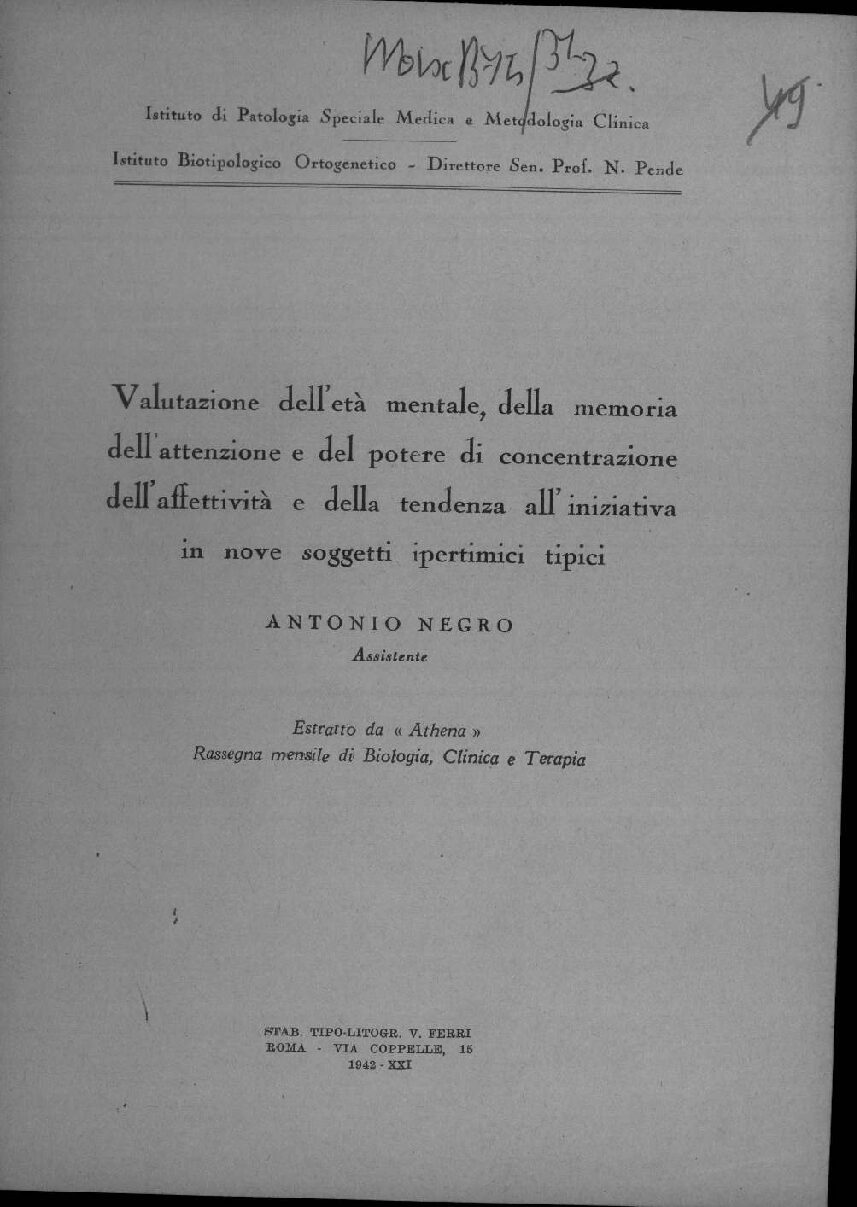 Istituto di Patologia Speciale Medica e Metodologia Clinica
Istituto Biotipologico Ortogenetico - Direttore Sen. Prof. N. Pende
Valutazione dell'età mentale, della memoria
dell'attenzione e del potere di concentrazione
dell'affettività e della tendenza all'iniziativa
in nove soggetti ipertimici tipici
ANTONIO NEGRO
Assistente
Estratto da « Athena »
Rassegna mensile di Biologia, Clinica e Terapia
STAB. TIPO-LITOGR. V. FERRI
ROMA - VIA COPPELLE, 15
1942 - XXI